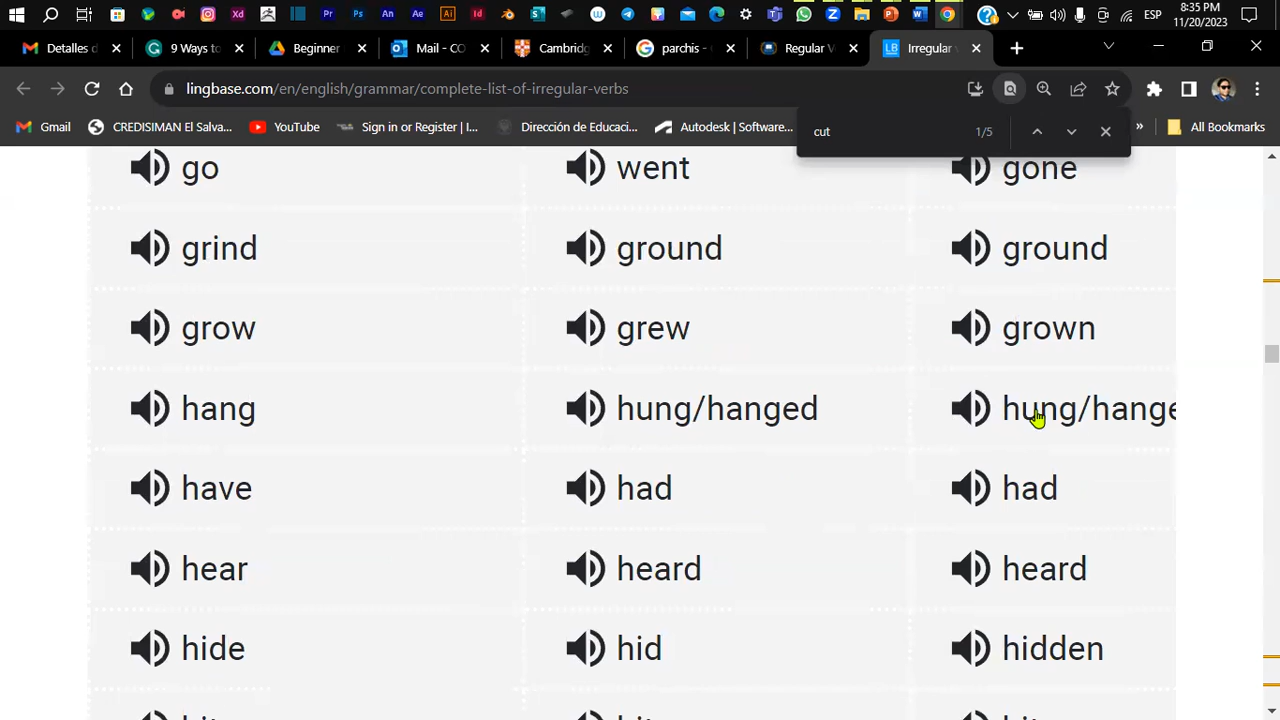 8:35 PM
ESP
11/20/2023
Detalles d
9 Ways to
Beginner
Mail - CO
Cambridg
parchis -
Regular V
Irregular v
lingbase.com/en/english/grammar/complete-list-of-irregular-verbs
Gmail
CREDISIMAN El Salva...
YouTube
Sign in or Register | I...
Dirección de Educaci...
Autodesk | Software...
»
All Bookmarks
cut
1/5
go went gone
grind ground ground
grow grew grown
hang hung/hanged hung/hange
have had had
hear heard heard
hide hid hidden